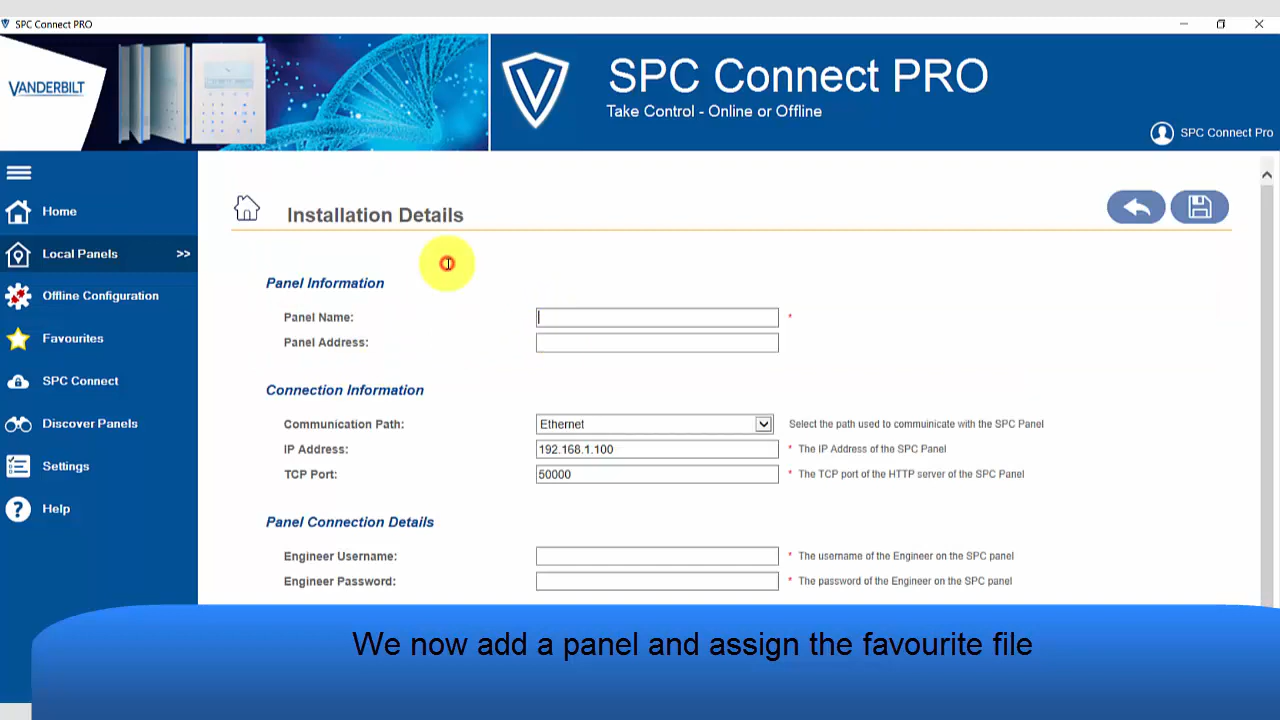 SPC Connect PRO
VANDERBILT
SPC Connect PRO
Take Control - Online or Offline
SPC Connect Pro
Home
Local Panels >>
Offline Configuration
Favourites
SPC Connect
Discover Panels
Settings
? Help
Installation Details
Panel Information
Panel Name: *
Panel Address:
Connection Information
Communication Path: Ethernet Select the path used to commuinicate with the SPC Panel
IP Address: 192.168.1.100 * The IP Address of the SPC Panel
TCP Port: 50000 * The TCP port of the HTTP server of the SPC Panel
Panel Connection Details
Engineer Username: * The username of the Engineer on the SPC panel
Engineer Password: * The password of the Engineer on the SPC panel
We now add a panel and assign the favourite file